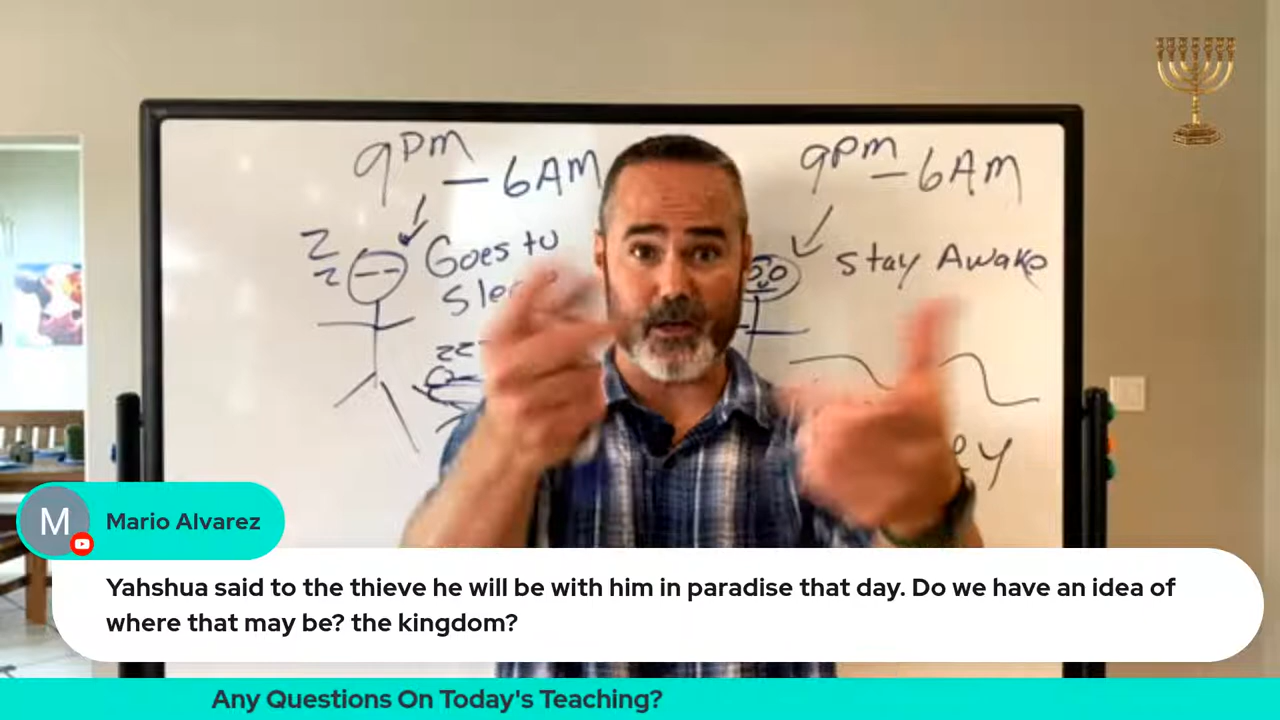 9PM – 6AM
9PM – 6AM
Z
Z
Goes to
Stay Awake
ZZ
M
Mario Alvarez
Yahshua said to the thieve he will be with him in paradise that day. Do we have an idea of
where that may be? the kingdom?
Any Questions On Today's Teaching?